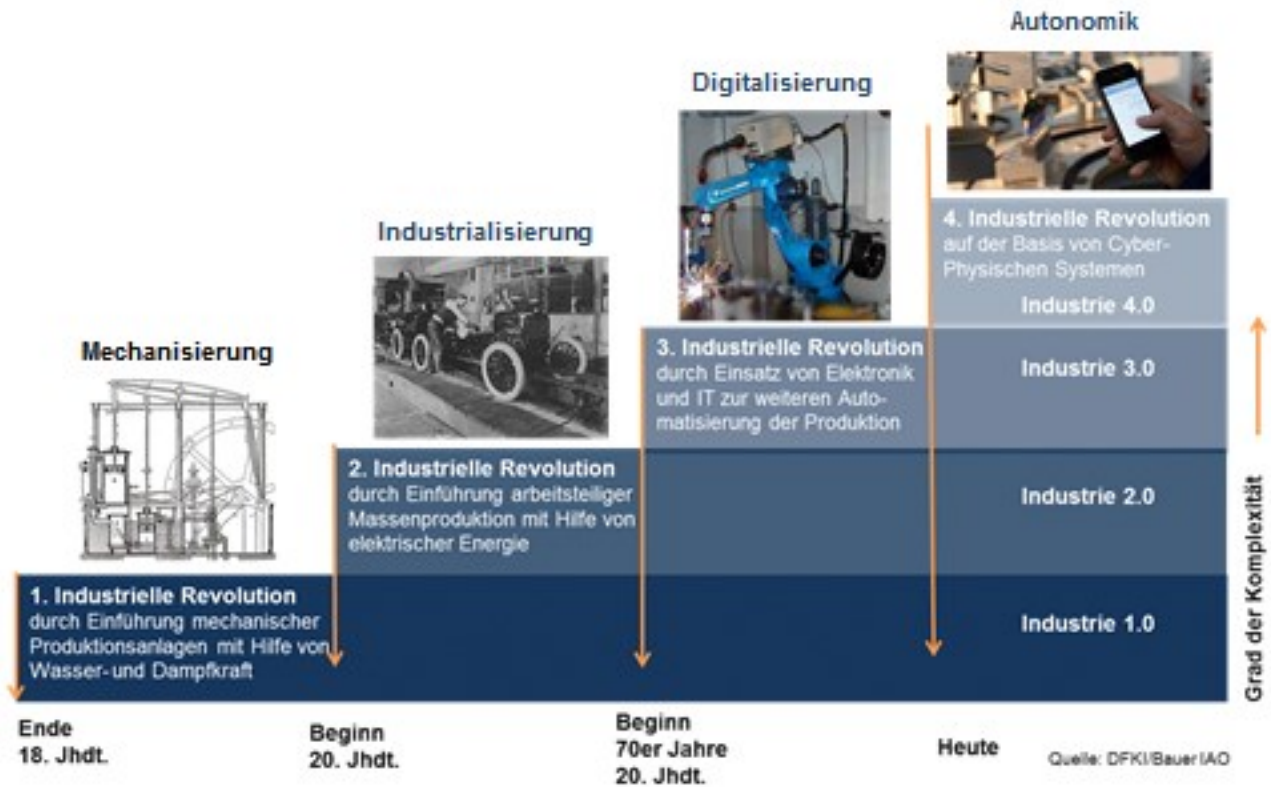 Autonomik
Digitalisierung
Industrialisierung
Mechanisierung
4. Industrielle Revolution
auf der Basis von Cyber-
Physischen Systemen
Industrie 4.0
3. Industrielle Revolution
durch Einsatz von Elektronik
und IT zur weiteren Auto-
matisierung der Produktion
Industrie 3.0
2. Industrielle Revolution
durch Einführung arbeitsteiliger
Massenproduktion mit Hilfe von
elektrischer Energie
Industrie 2.0
1. Industrielle Revolution
durch Einführung mechanischer
Produktionsanlagen mit Hilfe von
Wasser- und Dampfkraft
Industrie 1.0
Grad der Komplexität
Ende
18. Jhdt.
Beginn
20. Jhdt.
Beginn
70er Jahre
20. Jhdt.
Heute
Quelle: DFKI/Bauer IAO